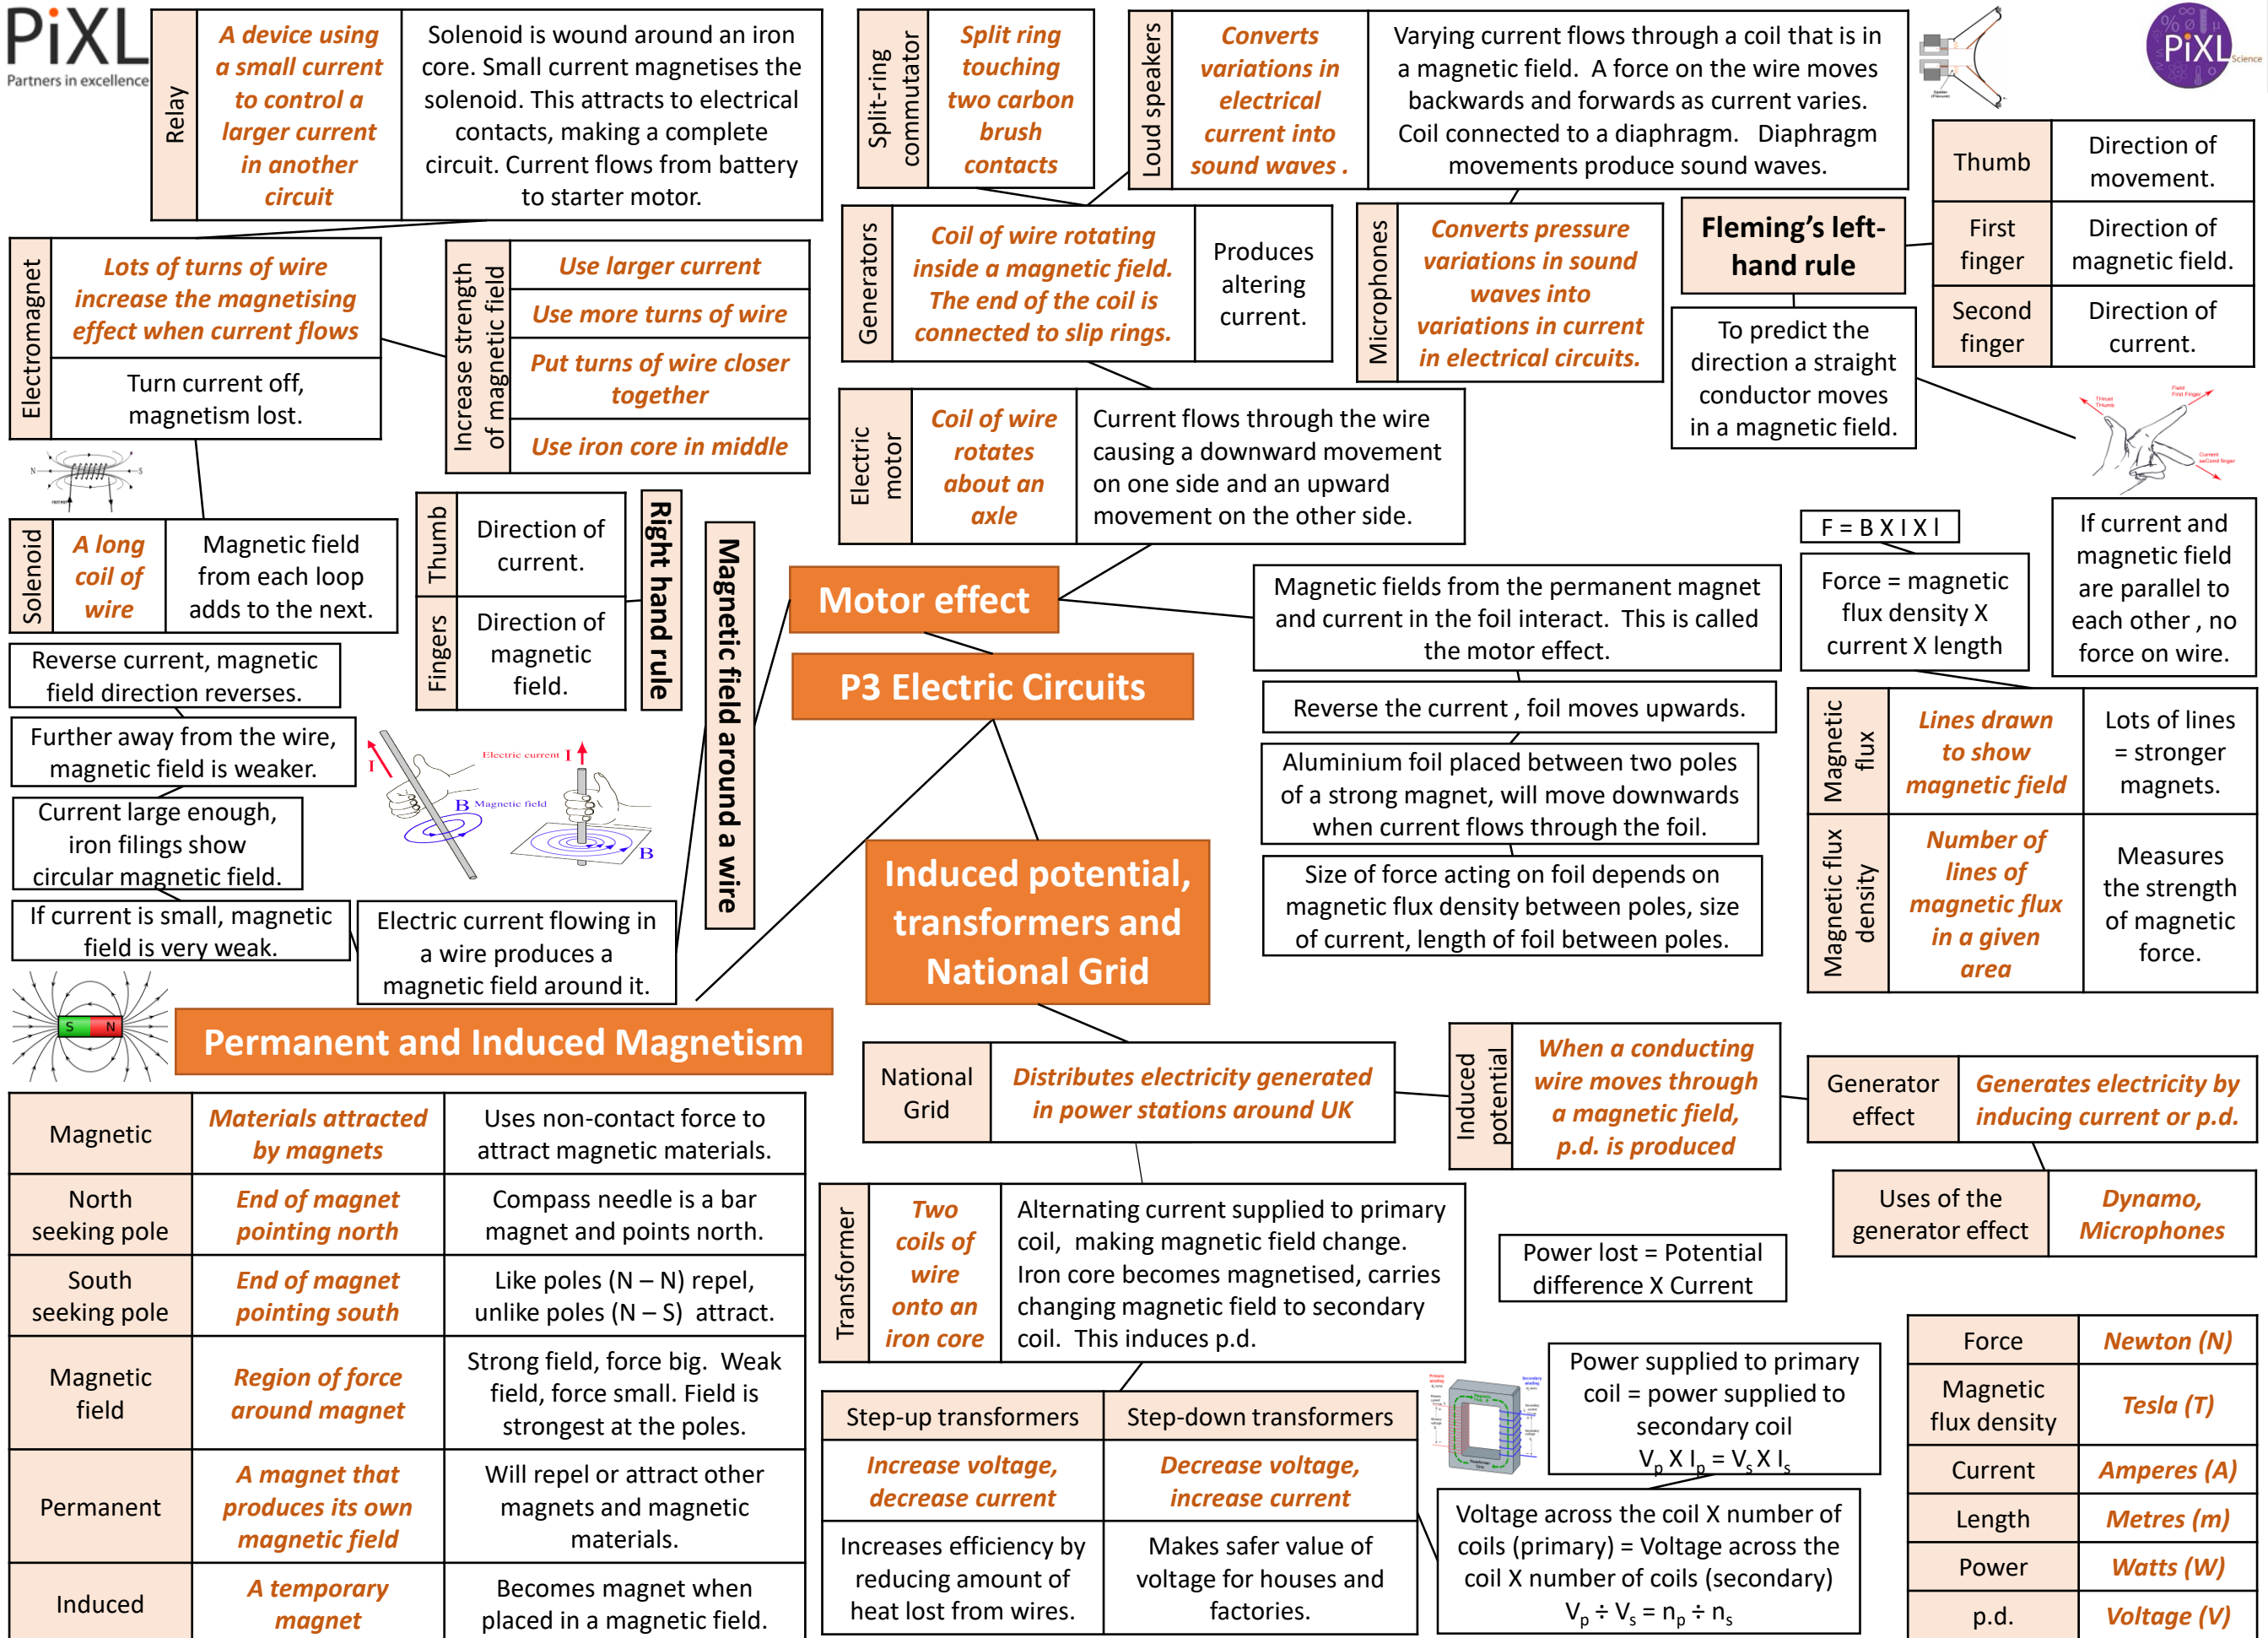 PiXL
Partners in excellence
Relay
A device using
a small current
to control a
larger current
in another
circuit
Solenoid is wound around an iron
core. Small current magnetises the
solenoid. This attracts to electrical
contacts, making a complete
circuit. Current flows from battery
to starter motor.
Split-ring
commutator
Split ring
touching
two carbon
brush
contacts
Loud speakers
Converts
variations in
electrical
current into
sound waves .
Varying current flows through a coil that is in
a magnetic field.  A force on the wire moves
backwards and forwards as current varies.
Coil connected to a diaphragm.   Diaphragm
movements produce sound waves.
PiXL
Science
Thumb
Direction of
movement.
First
finger
Direction of
magnetic field.
Second
finger
Direction of
current.
Fleming's left-
hand rule
To predict the
direction a straight
conductor moves
in a magnetic field.
Electromagnet
Lots of turns of wire
increase the magnetising
effect when current flows
Turn current off,
magnetism lost.
Increase strength
of magnetic field
Use larger current
Use more turns of wire
Put turns of wire closer
together
Use iron core in middle
Generators
Coil of wire rotating
inside a magnetic field.
The end of the coil is
connected to slip rings.
Produces
altering
current.
Microphones
Converts pressure
variations in sound
waves into
variations in current
in electrical circuits.
Electric
motor
Coil of wire
rotates
about an
axle
Current flows through the wire
causing a downward movement
on one side and an upward
movement on the other side.
Thrust
THumb
Field
First Finger
Current
seCond finger
N
S
Solenoid
A long
coil of
wire
Magnetic field
from each loop
adds to the next.
Thumb
Direction of
current.
Fingers
Direction of
magnetic
field.
Right hand rule
Magnetic field around a wire
Motor effect
P3 Electric Circuits
Magnetic fields from the permanent magnet
and current in the foil interact.  This is called
the motor effect.
Reverse the current , foil moves upwards.
Aluminium foil placed between two poles
of a strong magnet, will move downwards
when current flows through the foil.
Size of force acting on foil depends on
magnetic flux density between poles, size
of current, length of foil between poles.
F = B X I X l
Force = magnetic
flux density X
current X length
If current and
magnetic field
are parallel to
each other , no
force on wire.
Magnetic
flux
Lines drawn
to show
magnetic field
Lots of lines
= stronger
magnets.
Magnetic flux
density
Number of
lines of
magnetic flux
in a given
area
Measures
the strength
of magnetic
force.
Reverse current, magnetic
field direction reverses.
Further away from the wire,
magnetic field is weaker.
Current large enough,
iron filings show
circular magnetic field.
If current is small, magnetic
field is very weak.
Electric current flowing in
a wire produces a
magnetic field around it.
I
Electric current I
B Magnetic field
B
S N
Permanent and Induced Magnetism
Induced potential,
transformers and
National Grid
Magnetic
Materials attracted
by magnets
Uses non-contact force to
attract magnetic materials.
North
seeking pole
End of magnet
pointing north
Compass needle is a bar
magnet and points north.
South
seeking pole
End of magnet
pointing south
Like poles (N – N) repel,
unlike poles (N – S)  attract.
Magnetic
field
Region of force
around magnet
Strong field, force big.  Weak
field, force small. Field is
strongest at the poles.
Permanent
A magnet that
produces its own
magnetic field
Will repel or attract other
magnets and magnetic
materials.
Induced
A temporary
magnet
Becomes magnet when
placed in a magnetic field.
National
Grid
Distributes electricity generated
in power stations around UK
Induced
potential
When a conducting
wire moves through
a magnetic field,
p.d. is produced
Generator
effect
Generates electricity by
inducing current or p.d.
Uses of the
generator effect
Dynamo,
Microphones
Transformer
Two
coils of
wire
onto an
iron core
Alternating current supplied to primary
coil,  making magnetic field change.
Iron core becomes magnetised, carries
changing magnetic field to secondary
coil.  This induces p.d.
Power lost = Potential
difference X Current
Step-up transformers
Step-down transformers
Increase voltage,
decrease current
Decrease voltage,
increase current
Increases efficiency by
reducing amount of
heat lost from wires.
Makes safer value of
voltage for houses and
factories.
Power supplied to primary
coil = power supplied to
secondary coil
Vp X Ip = Vs X Is
Voltage across the coil X number of
coils (primary) = Voltage across the
coil X number of coils (secondary)
Vp ÷ Vs = np ÷ ns
Force
Newton (N)
Magnetic
flux density
Tesla (T)
Current
Amperes (A)
Length
Metres (m)
Power
Watts (W)
p.d.
Voltage (V)